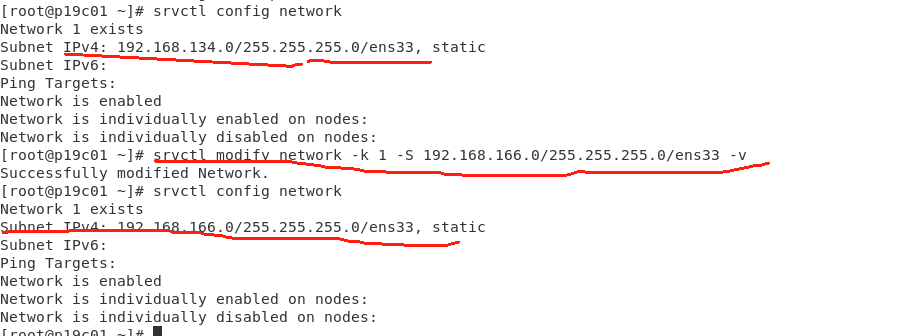 [root@p19c01 ~]# srvctl config network
Network 1 exists
Subnet IPv4: 192.168.134.0/255.255.255.0/ens33, static
Subnet IPv6:
Ping Targets:
Network is enabled
Network is individually enabled on nodes:
Network is individually disabled on nodes:
[root@p19c01 ~]# srvctl modify network -k 1 -S 192.168.166.0/255.255.255.0/ens33 -v
Successfully modified Network.
[root@p19c01 ~]# srvctl config network
Network 1 exists
Subnet IPv4: 192.168.166.0/255.255.255.0/ens33, static
Subnet IPv6:
Ping Targets:
Network is enabled
Network is individually enabled on nodes:
Network is individually disabled on nodes:
[root@p19c01 ~]#